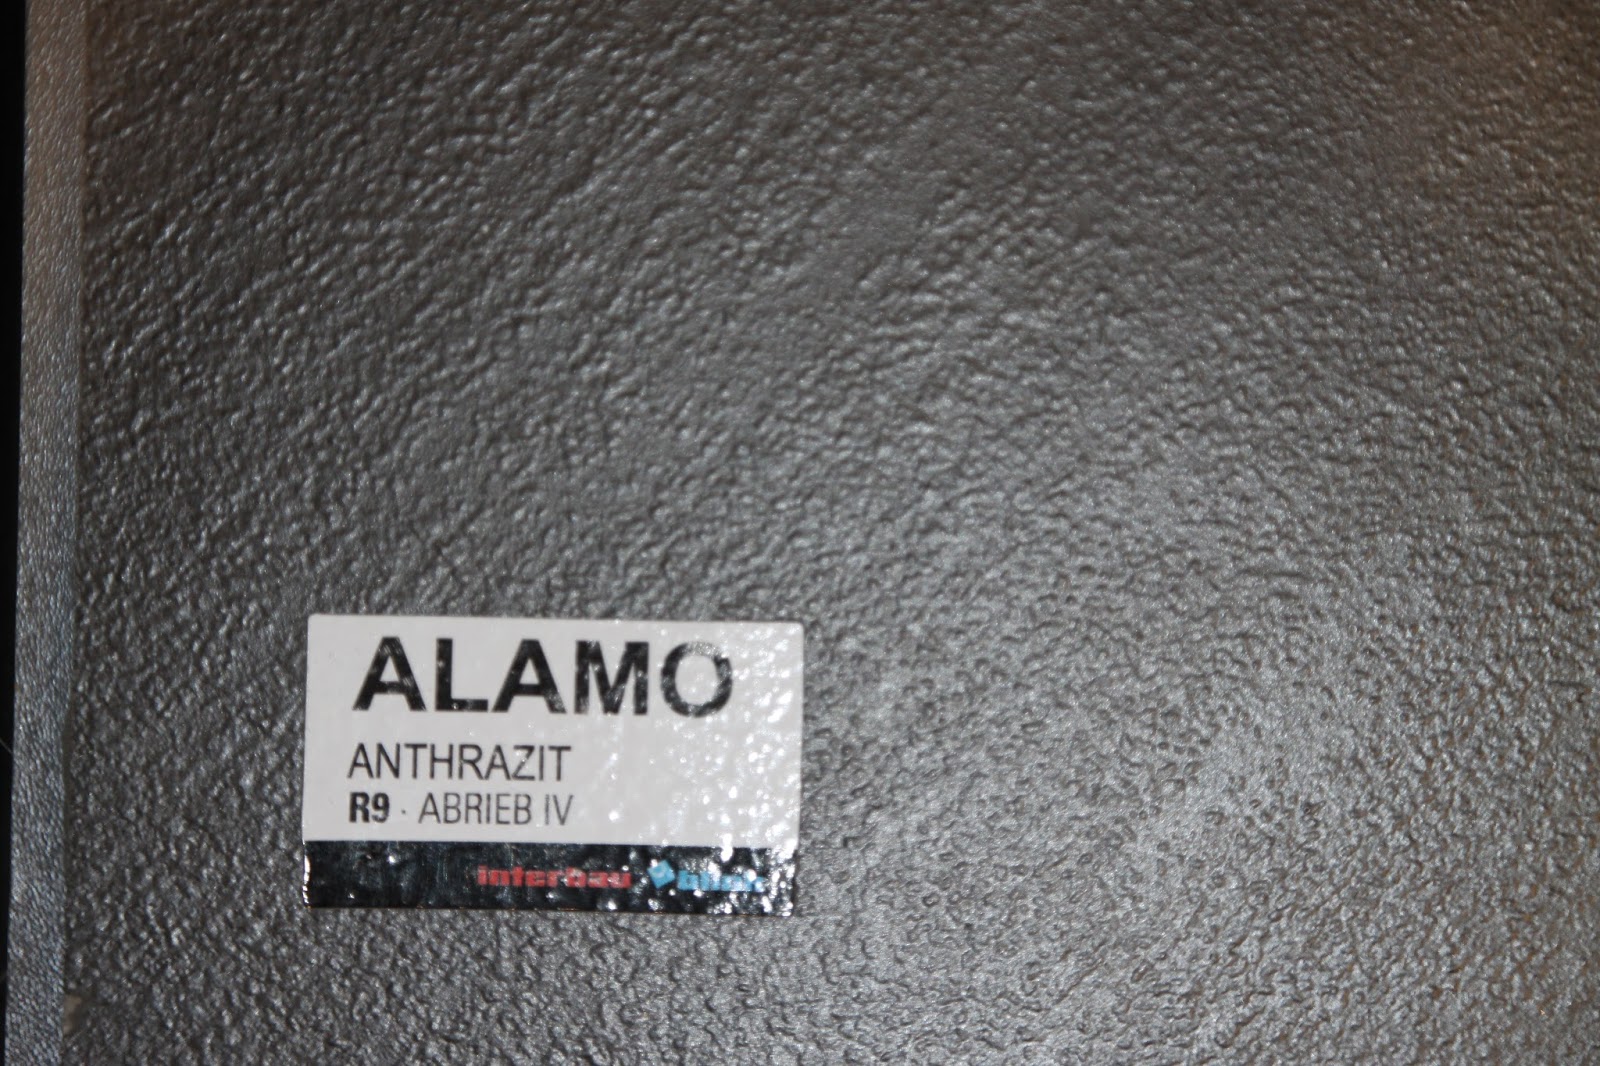 ALAMO
ANTHRAZIT
R9 · ABRIEB IV
interbau blink